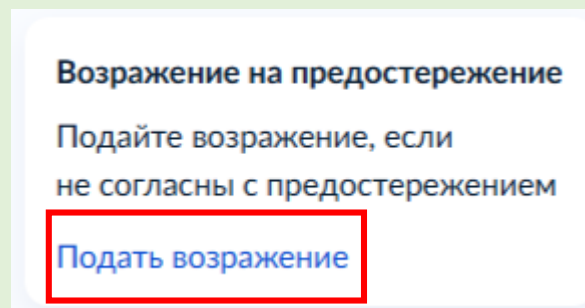 Возражение на предостережение
Подайте возражение, если
не согласны с предостережением
Подать возражение